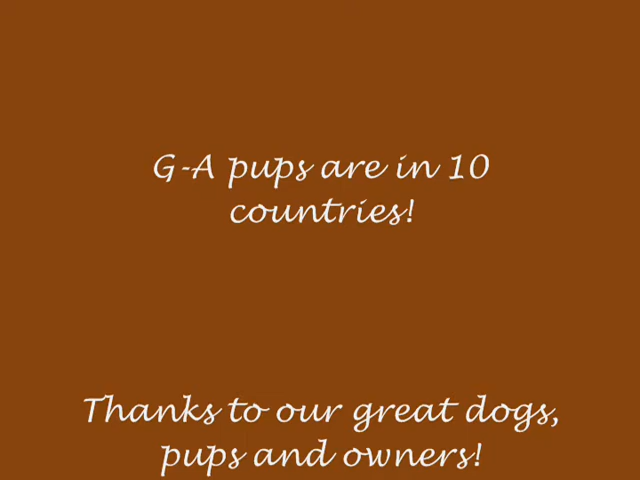 G-A pups are in 10
countries!
Thanks to our great dogs,
pups and owners!